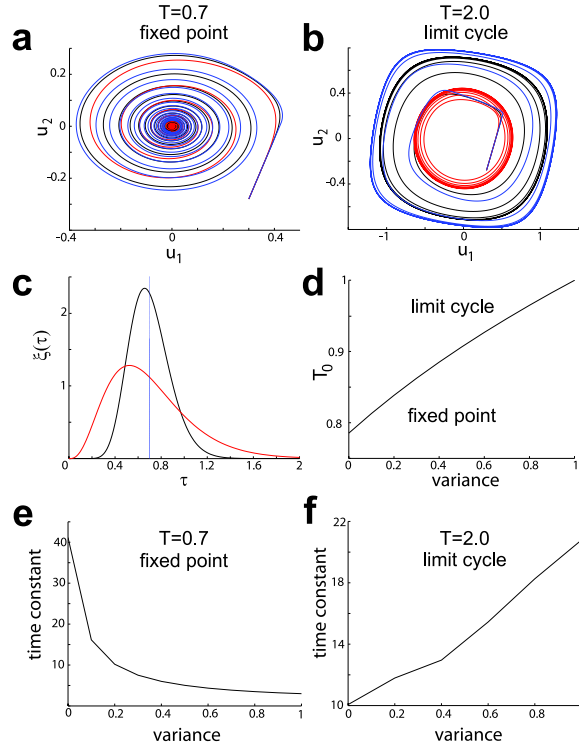 T=0.7
fixed point
a
0.2
0
-0.2
u2
-0.4
0
0.4
u1
T=2.0
limit cycle
b
0.4
0
-0.4
u2
-1
0
1
u1
c
2
1
ξ(τ)
0
0.4
0.8
1.2
1.6
2
τ
d
1
0.9
0.8
T0
limit cycle
fixed point
0
0.2
0.4
0.6
0.8
1
variance
e
T=0.7
fixed point
40
30
20
10
time constant
0
0.2
0.4
0.6
0.8
1
variance
f
T=2.0
limit cycle
22
18
14
10
time constant
0
0.2
0.4
0.6
0.8
variance